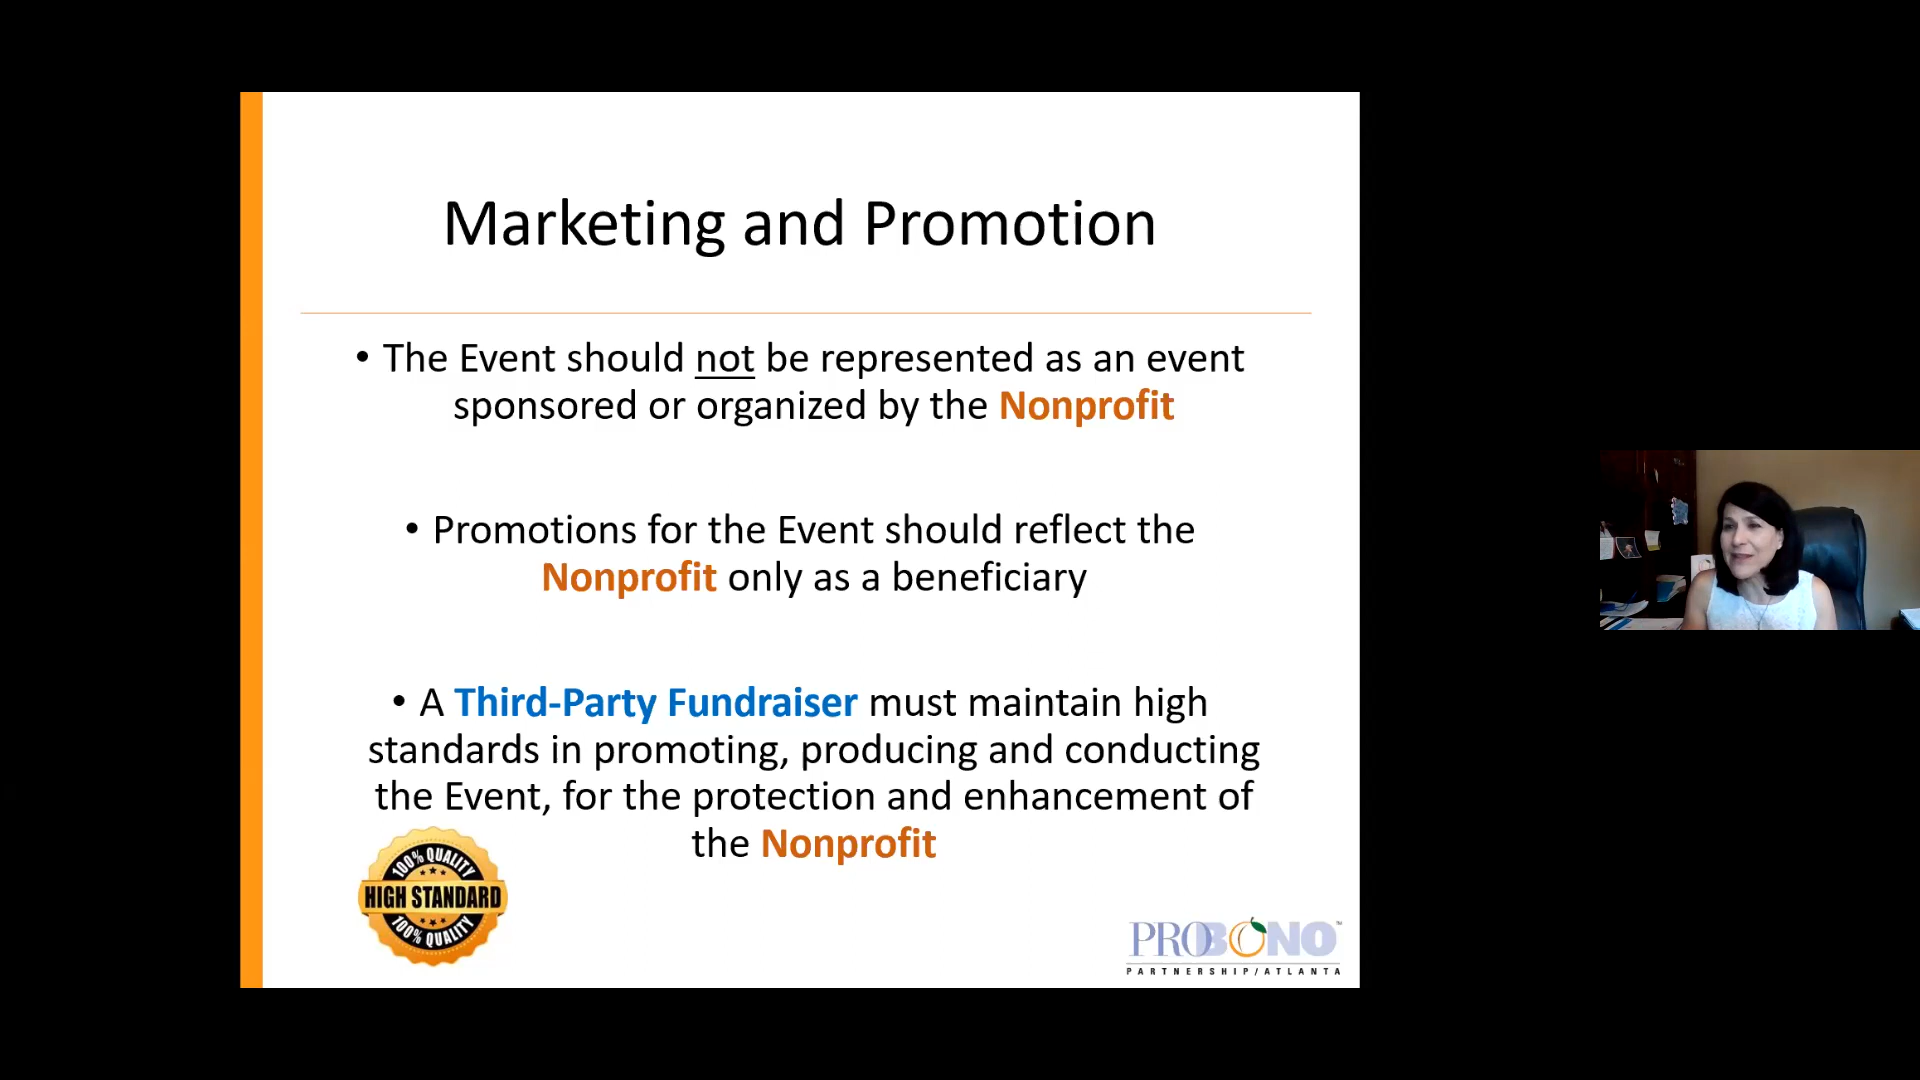 Marketing and Promotion
• The Event should not be represented as an event
sponsored or organized by the Nonprofit
• Promotions for the Event should reflect the
Nonprofit only as a beneficiary
• A Third-Party Fundraiser must maintain high
standards in promoting, producing and conducting
the Event, for the protection and enhancement of
the Nonprofit
100% QUALITY
HIGH STANDARD
100% QUALITY
PROBONO™
PARTNERSHIP/ATLANTA